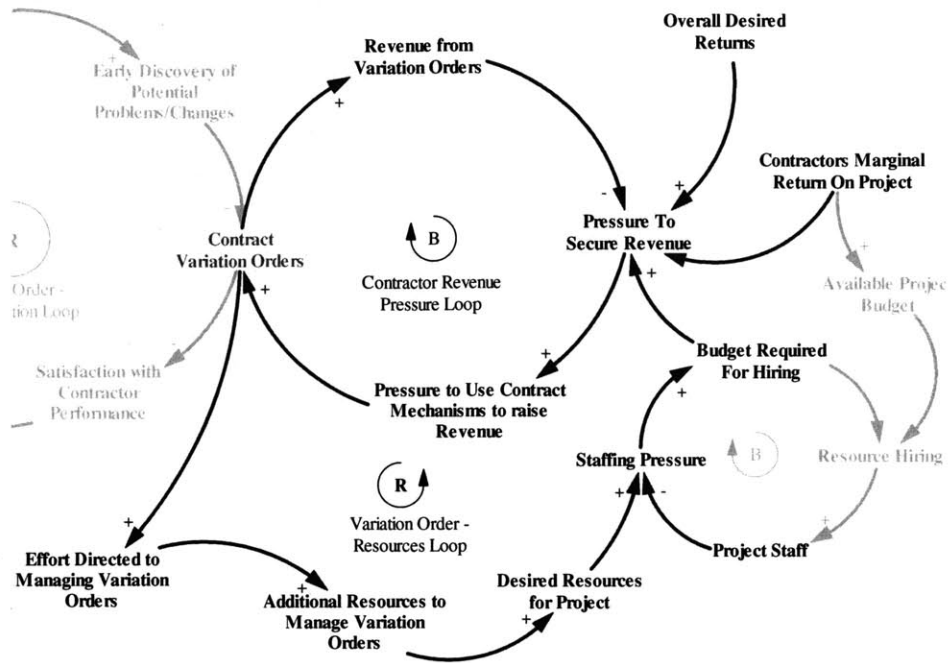 Overall Desired
Returns
Revenue from
Variation Orders
+
Early Discovery of
Potential
Problems/Changes
+
Contractors Marginal
Return On Project
-
+
Pressure To
Secure Revenue
Contract
Variation Orders
B
R
Contractor Revenue
Pressure Loop
+
+
+
Available Projec
Budget
Order -
tion Loop
+
Budget Required
For Hiring
Satisfaction with
Contractor
Performance
Pressure to Use Contract
Mechanisms to raise
Revenue
+
Staffing Pressure
B
Resource Hiring
R
+
-
Variation Order -
Resources Loop
+
+
Project Staff
Effort Directed to
Managing Variation
Orders
Desired Resources
for Project
+
Additional Resources to
Manage Variation
Orders
+